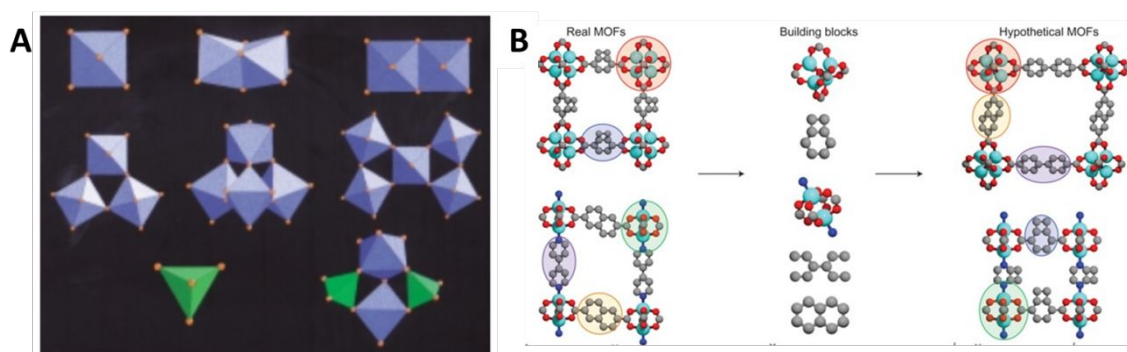 A
B
Real MOFs
Building blocks
Hypothetical MOFs